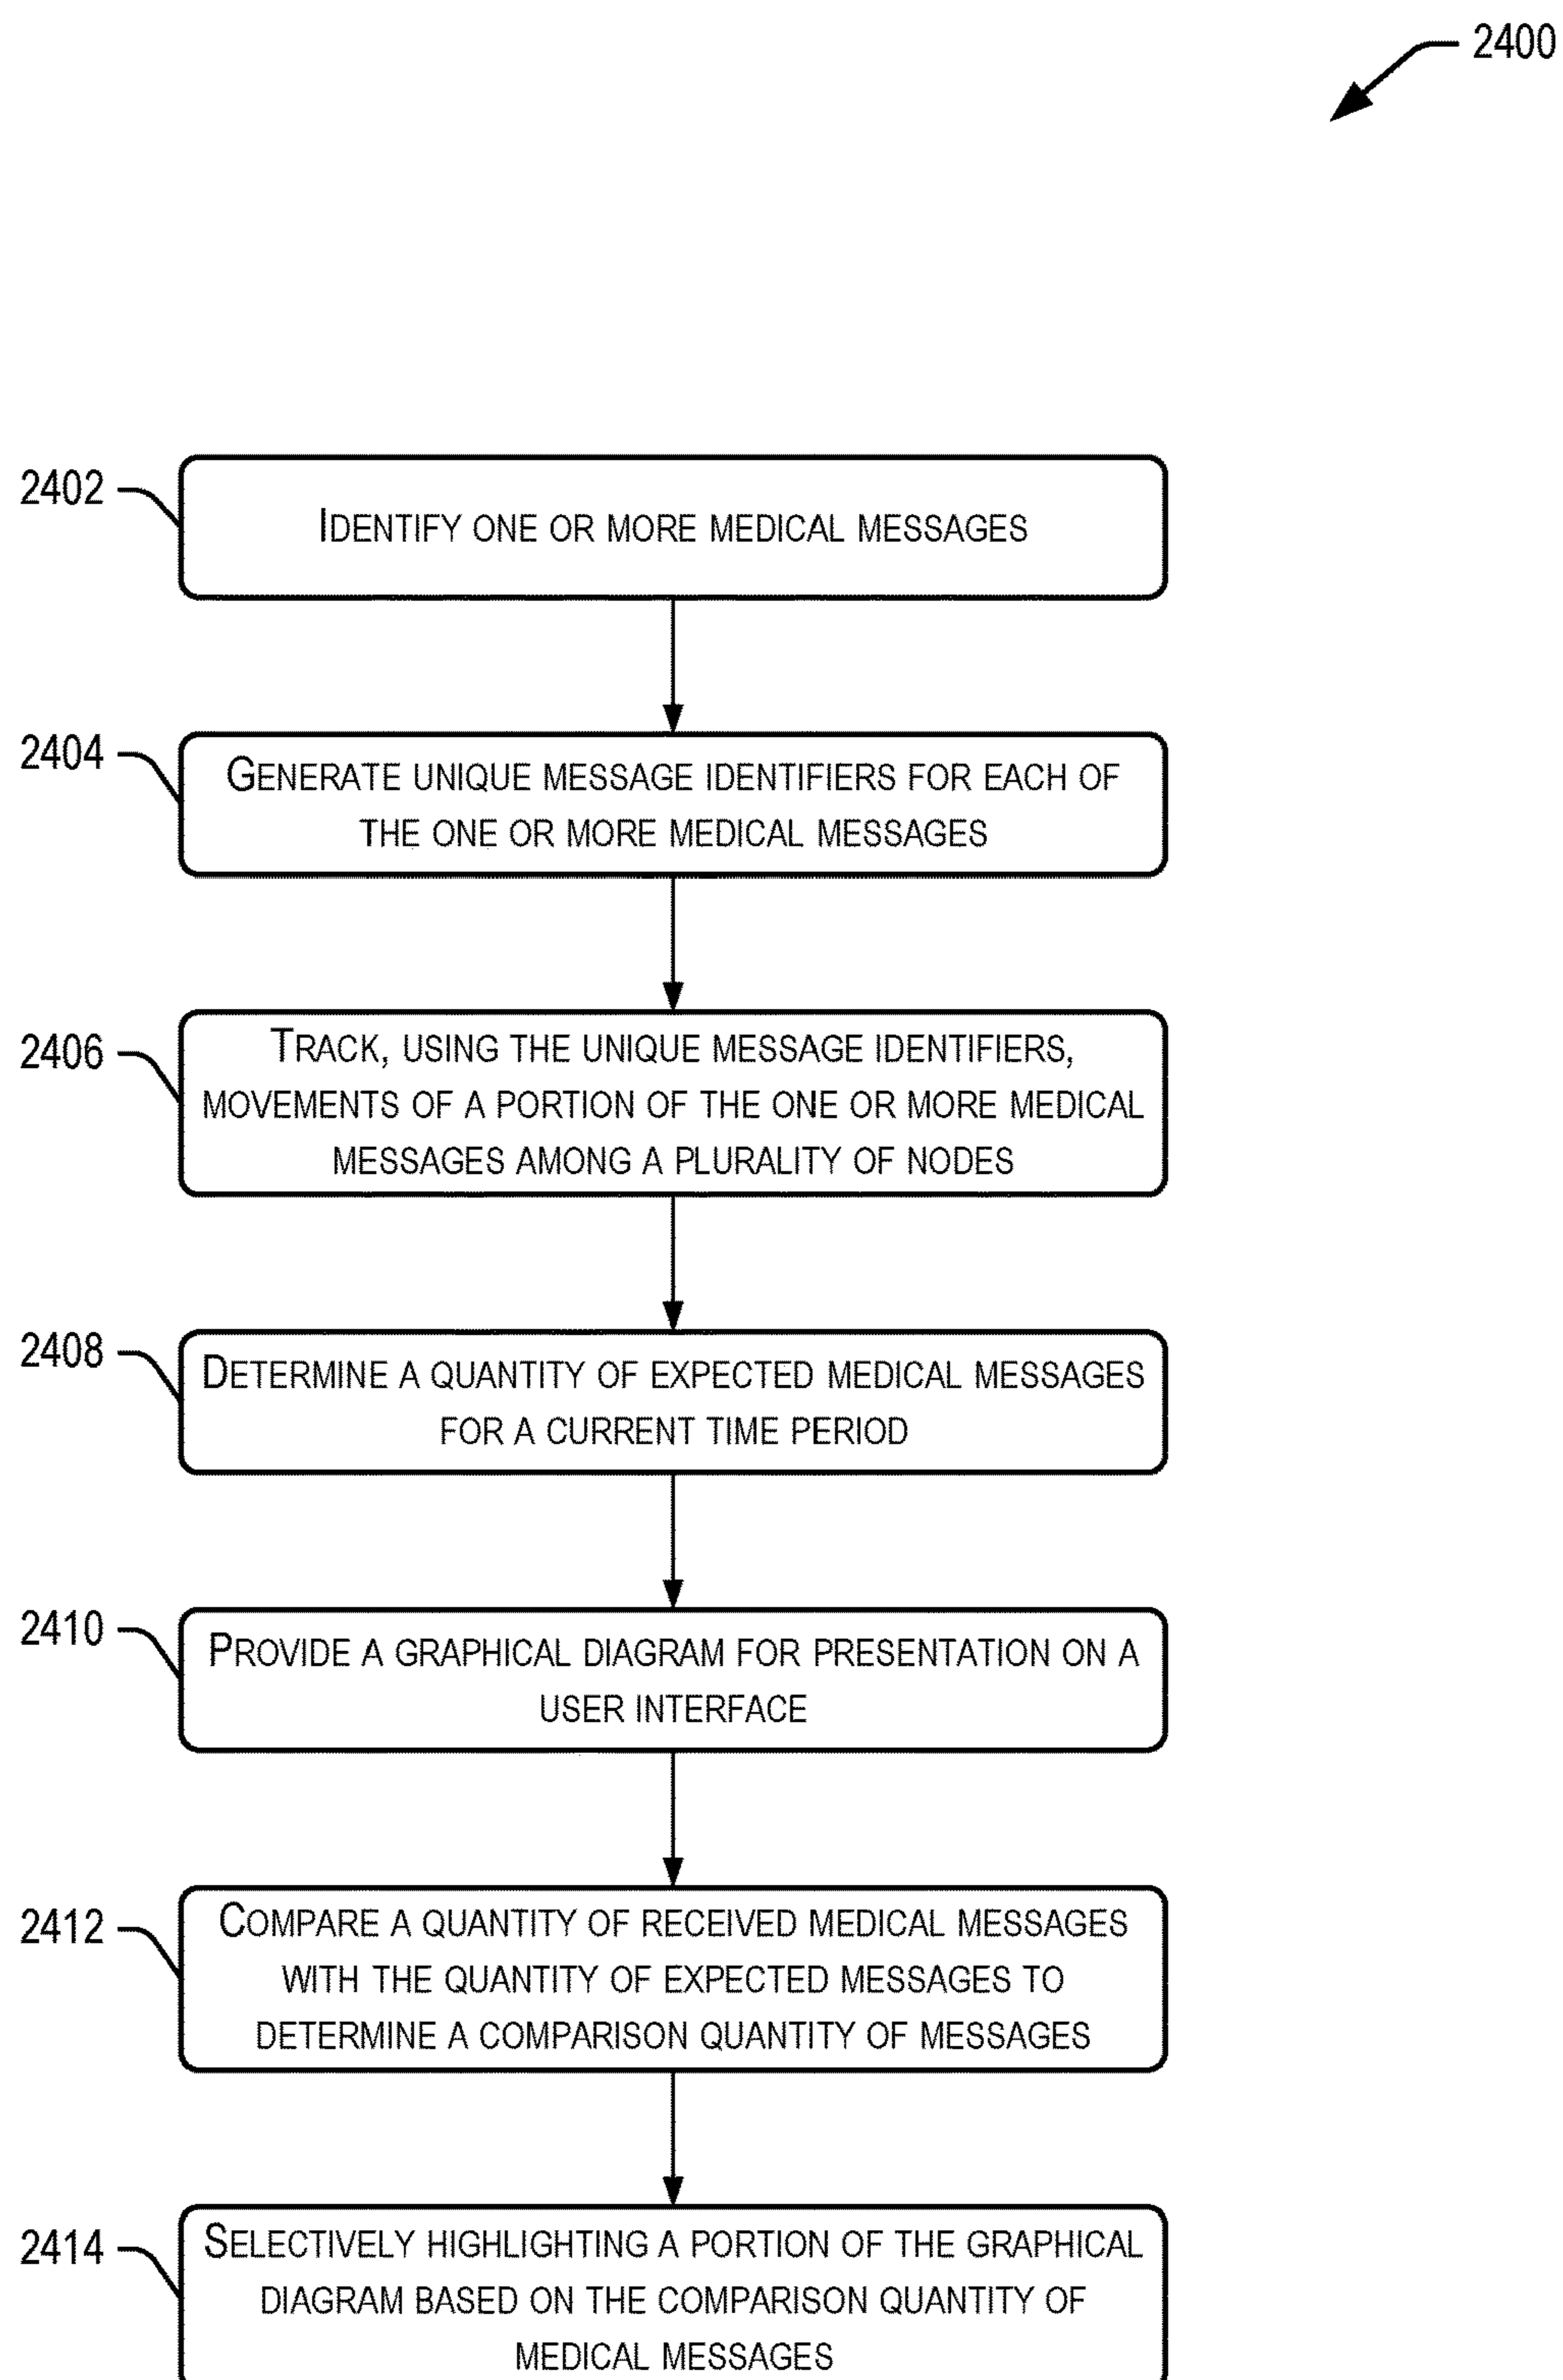 2400
2402
IDENTIFY ONE OR MORE MEDICAL MESSAGES
2404
GENERATE UNIQUE MESSAGE IDENTIFIERS FOR EACH OF
THE ONE OR MORE MEDICAL MESSAGES
2406
TRACK, USING THE UNIQUE MESSAGE IDENTIFIERS,
MOVEMENTS OF A PORTION OF THE ONE OR MORE MEDICAL
MESSAGES AMONG A PLURALITY OF NODES
2408
DETERMINE A QUANTITY OF EXPECTED MEDICAL MESSAGES
FOR A CURRENT TIME PERIOD
2410
PROVIDE A GRAPHICAL DIAGRAM FOR PRESENTATION ON A
USER INTERFACE
2412
COMPARE A QUANTITY OF RECEIVED MEDICAL MESSAGES
WITH THE QUANTITY OF EXPECTED MESSAGES TO
DETERMINE A COMPARISON QUANTITY OF MESSAGES
2414
SELECTIVELY HIGHLIGHTING A PORTION OF THE GRAPHICAL
DIAGRAM BASED ON THE COMPARISON QUANTITY OF
MEDICAL MESSAGES